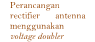 Perancangan
rectifier antenna
menggunakan
voltage doubler